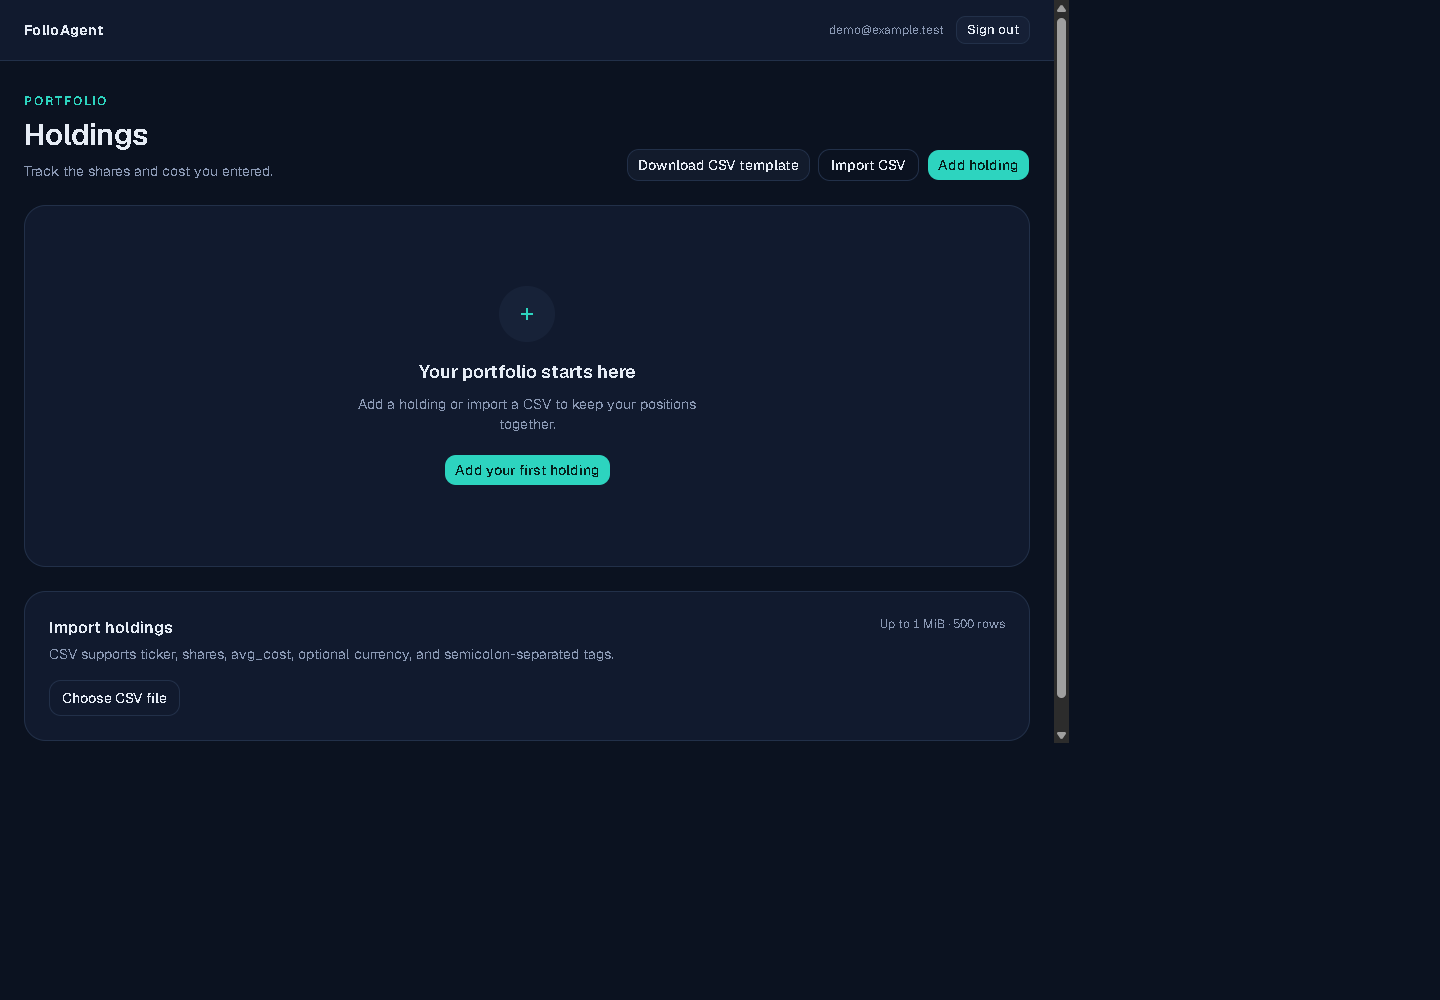 FolioAgent
demo@example.test
Sign out
PORTFOLIO
Holdings
Track the shares and cost you entered.
Download CSV template
Import CSV
Add holding
+
Your portfolio starts here
Add a holding or import a CSV to keep your positions
together.
Add your first holding
Import holdings
Up to 1 MiB · 500 rows
CSV supports ticker, shares, avg_cost, optional currency, and semicolon-separated tags.
Choose CSV file